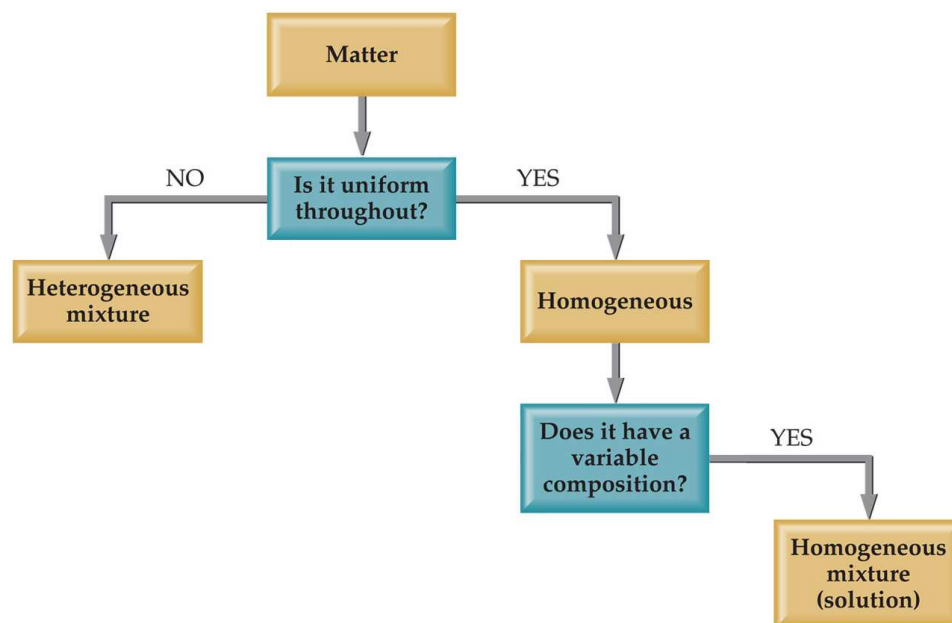 Matter
NO
Is it uniform
throughout?
YES
Heterogeneous
mixture
Homogeneous
Does it have a
variable
composition?
YES
Homogeneous
mixture
(solution)